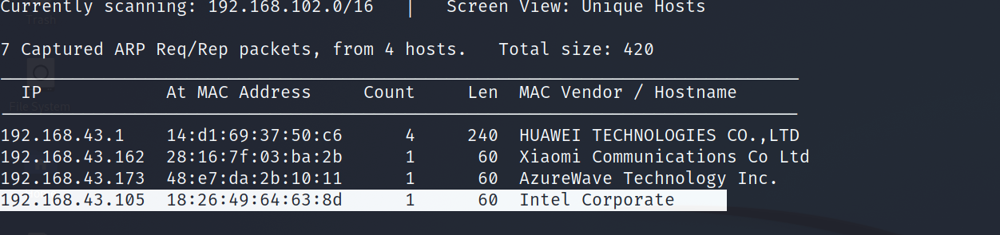 Currently scanning: 192.168.102.0/16   |   Screen View: Unique Hosts
Trash
7 Captured ARP Req/Rep packets, from 4 hosts.   Total size: 420
IP At MAC Address Count Len MAC Vendor / Hostname
File System
192.168.43.1 14:d1:69:37:50:c6 4 240 HUAWEI TECHNOLOGIES CO.,LTD
192.168.43.162 28:16:7f:03:ba:2b 1 60 Xiaomi Communications Co Ltd
192.168.43.173 48:e7:da:2b:10:11 1 60 AzureWave Technology Inc.
192.168.43.105 18:26:49:64:63:8d 1 60 Intel Corporate